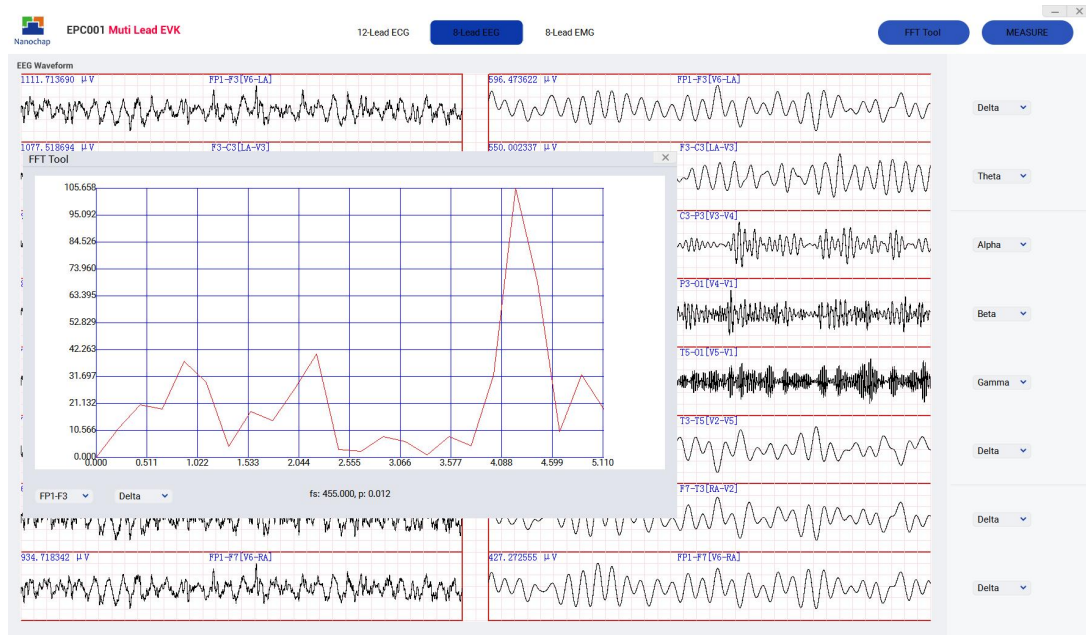 Nanochap
EPC001 Muti Lead EVK
12-Lead ECG
8-Lead EEG
8-Lead EMG
FFT Tool
MEASURE
EEG Waveform
1111.713690 μV
FP1-F3[V6-LA]
596.473622 μV
FP1-F3[V6-LA]
Delta
1077.518694 μV
F3-C3[LA-V3]
550.002337 μV
F3-C3[LA-V3]
Theta
FFT Tool
105.658
95.092
84.526
73.960
63.395
52.829
42.263
31.697
21.132
10.566
0.000
0.000 0.511 1.022 1.533 2.044 2.555 3.066 3.577 4.088 4.599 5.110
FP1-F3
Delta
fs: 455.000, p: 0.012
C3-P3[V3-V4]
Alpha
P3-O1[V4-V1]
Beta
T5-O1[V5-V1]
Gamma
T3-T5[V2-V5]
Delta
F7-T3[RA-V2]
Delta
934.718342 μV
FP1-F7[V6-RA]
427.272555 μV
FP1-F7[V6-RA]
Delta